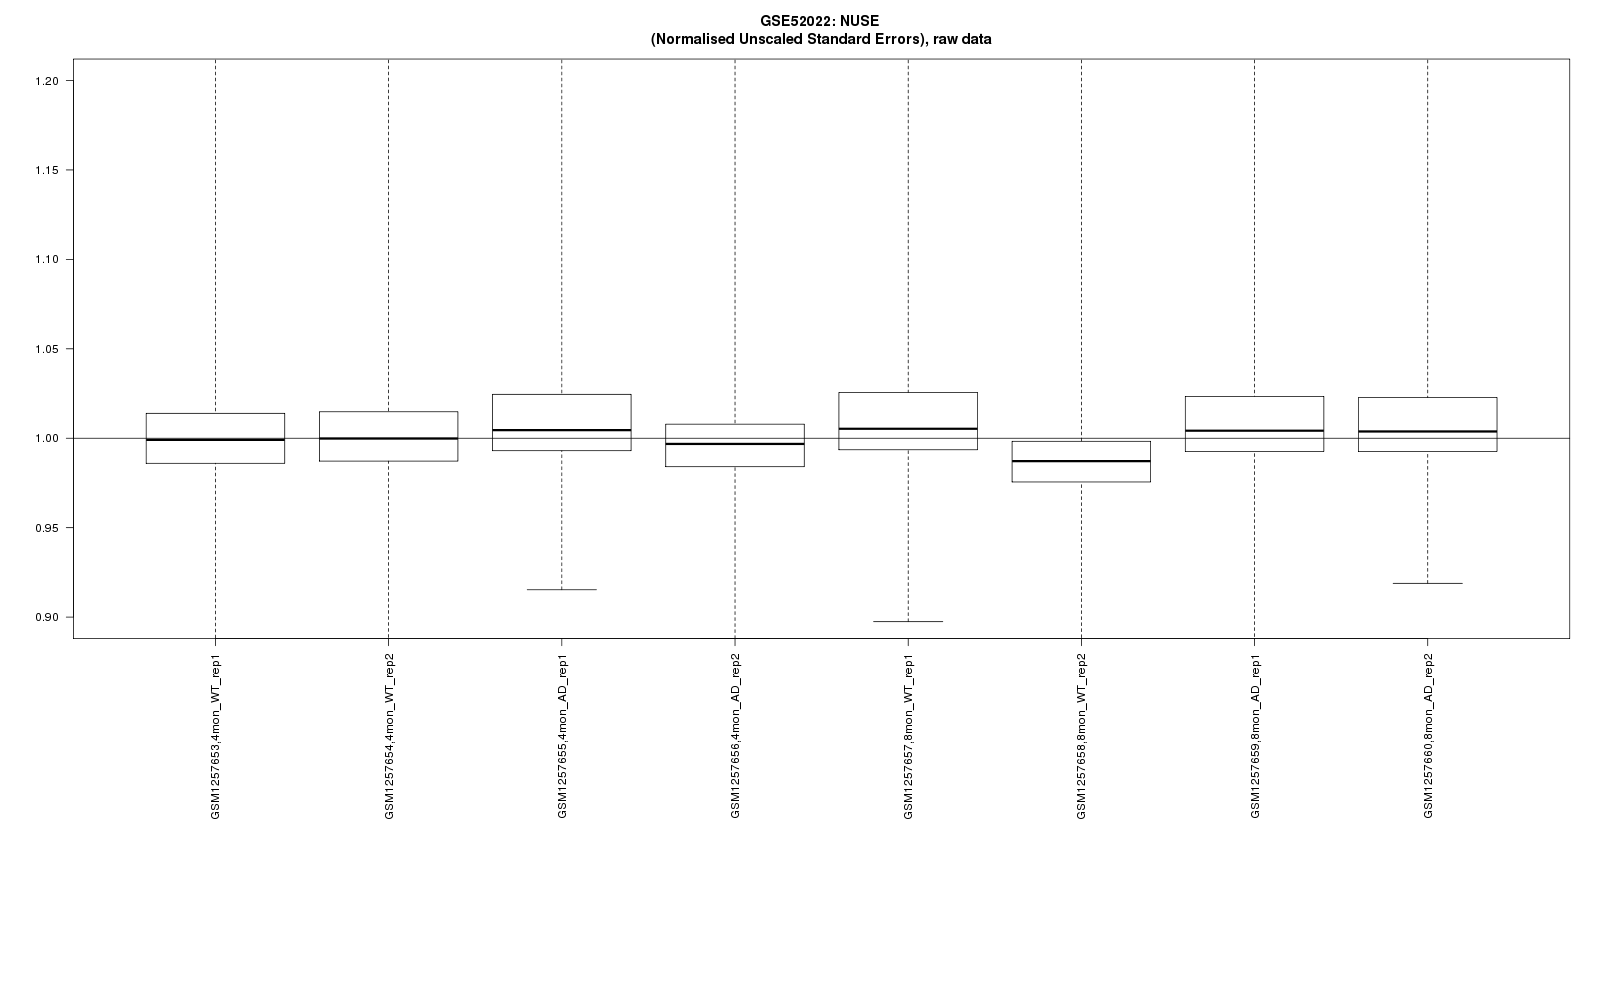 GSE52022: NUSE
(Normalised Unscaled Standard Errors), raw data
1.20
1.15
1.10
1.05
1.00
0.95
0.90
GSM1257653,4mon_WT_rep1
GSM1257654,4mon_WT_rep2
GSM1257655,4mon_AD_rep1
GSM1257656,4mon_AD_rep2
GSM1257657,8mon_WT_rep1
GSM1257658,8mon_WT_rep2
GSM1257659,8mon_AD_rep1
GSM1257660,8mon_AD_rep2